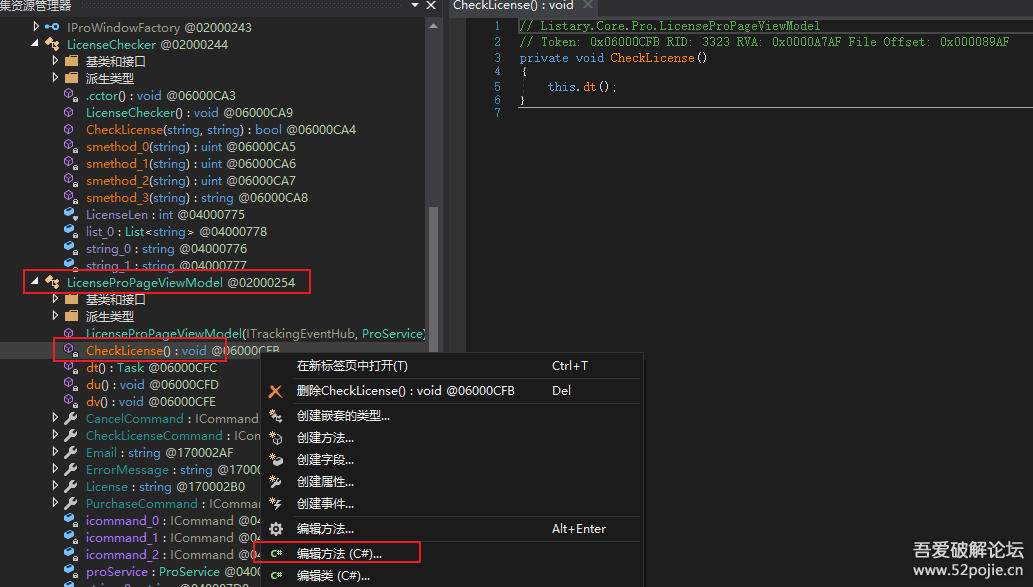 集资源管理器
IProWindowFactory @02000243
LicenseChecker @02000244
基类和接口
派生类型
.cctor() : void @06000CA3
LicenseChecker() : void @06000CA9
CheckLicense(string, string) : bool @06000CA4
smethod_0(string) : uint @06000CA5
smethod_1(string) : uint @06000CA6
smethod_2(string) : uint @06000CA7
smethod_3(string) : string @06000CA8
LicenseLen : int @04000775
list_0 : List<string> @04000778
string_0 : string @04000776
string_1 : string @04000777
LicenseProPageViewModel @02000254
基类和接口
派生类型
LicenseProPageViewModel(ITrackingEventHub, ProService)
CheckLicense() : void @06000CFB
dt() : Task @06000CFC
du() : void @06000CFD
dv() : void @06000CFE
CancelCommand : ICommand
CheckLicenseCommand : ICom
Email : string @170002AF
ErrorMessage : string @1700
License : string @170002B0
PurchaseCommand : IComma
icommand_0 : ICommand @04
icommand_1 : ICommand @04
icommand_2 : ICommand @04
proService : ProService @0400
CheckLicense() : void
1 // Listary.Core.Pro.LicenseProPageViewModel
2 // Token: 0x06000CFB RID: 3323 RVA: 0x0000A7AF File Offset: 0x000089AF
3 private void CheckLicense()
4 {
5 this.dt();
6 }
7
在新标签页中打开(T) Ctrl+T
删除CheckLicense() : void @06000CFB Del
创建嵌套的类型...
创建方法...
创建字段...
创建属性...
创建事件...
编辑方法... Alt+Enter
C# 编辑方法 (C#)...
C# 编辑类 (C#)...
吾爱破解论坛
www.52pojie.cn